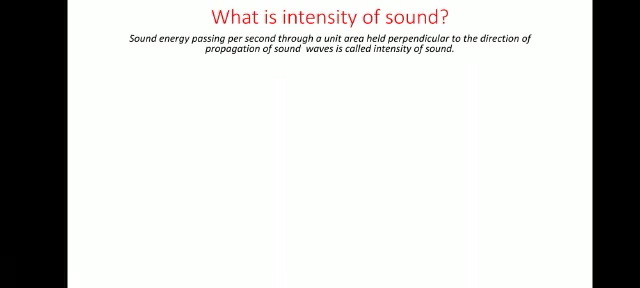 What is intensity of sound?
Sound energy passing per second through a unit area held perpendicular to the direction of
propagation of sound waves is called intensity of sound.